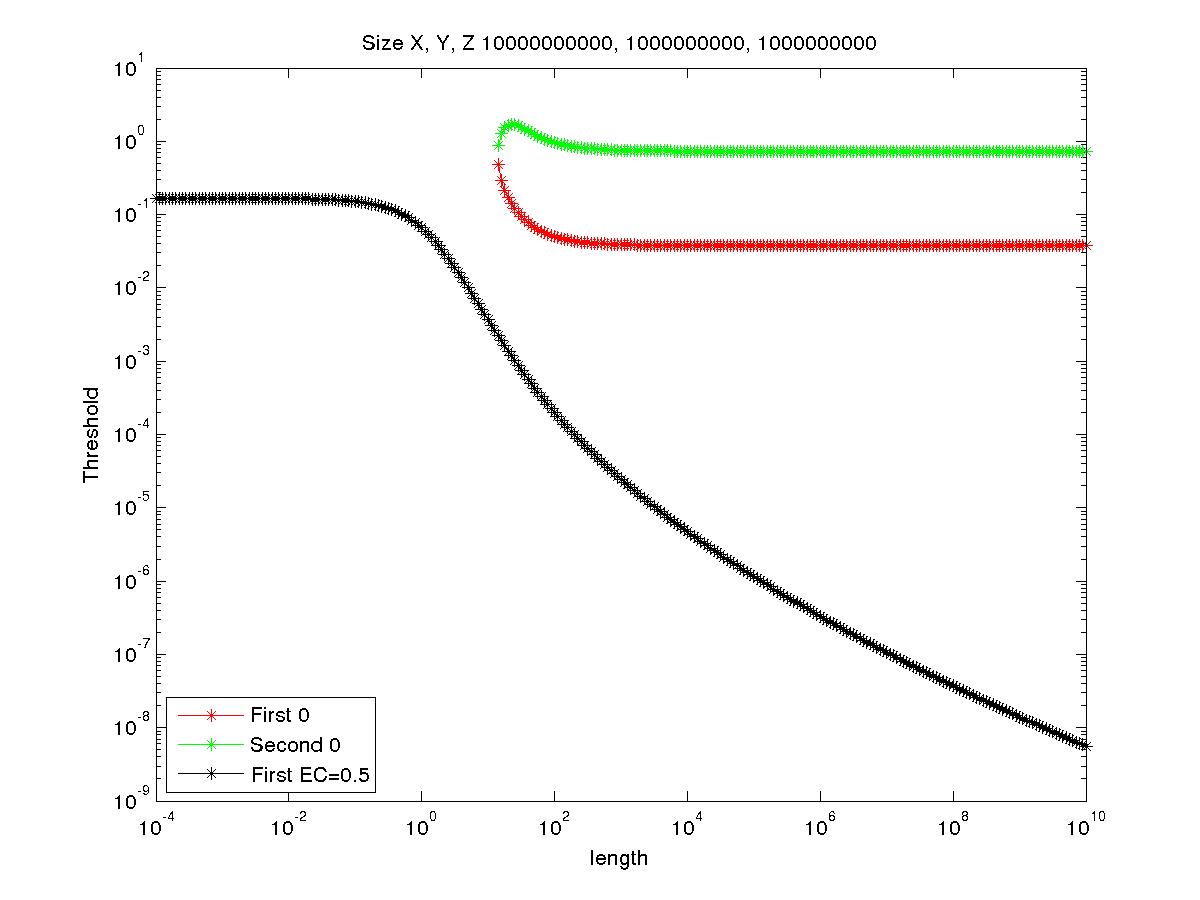 Size X, Y, Z 10000000000, 1000000000, 1000000000
10^1
10^0
10^-1
10^-2
10^-3
10^-4
10^-5
10^-6
10^-7
10^-8
10^-9
Threshold
First 0
Second 0
First EC=0.5
10^-4 10^-2 10^0 10^2 10^4 10^6 10^8 10^10
length